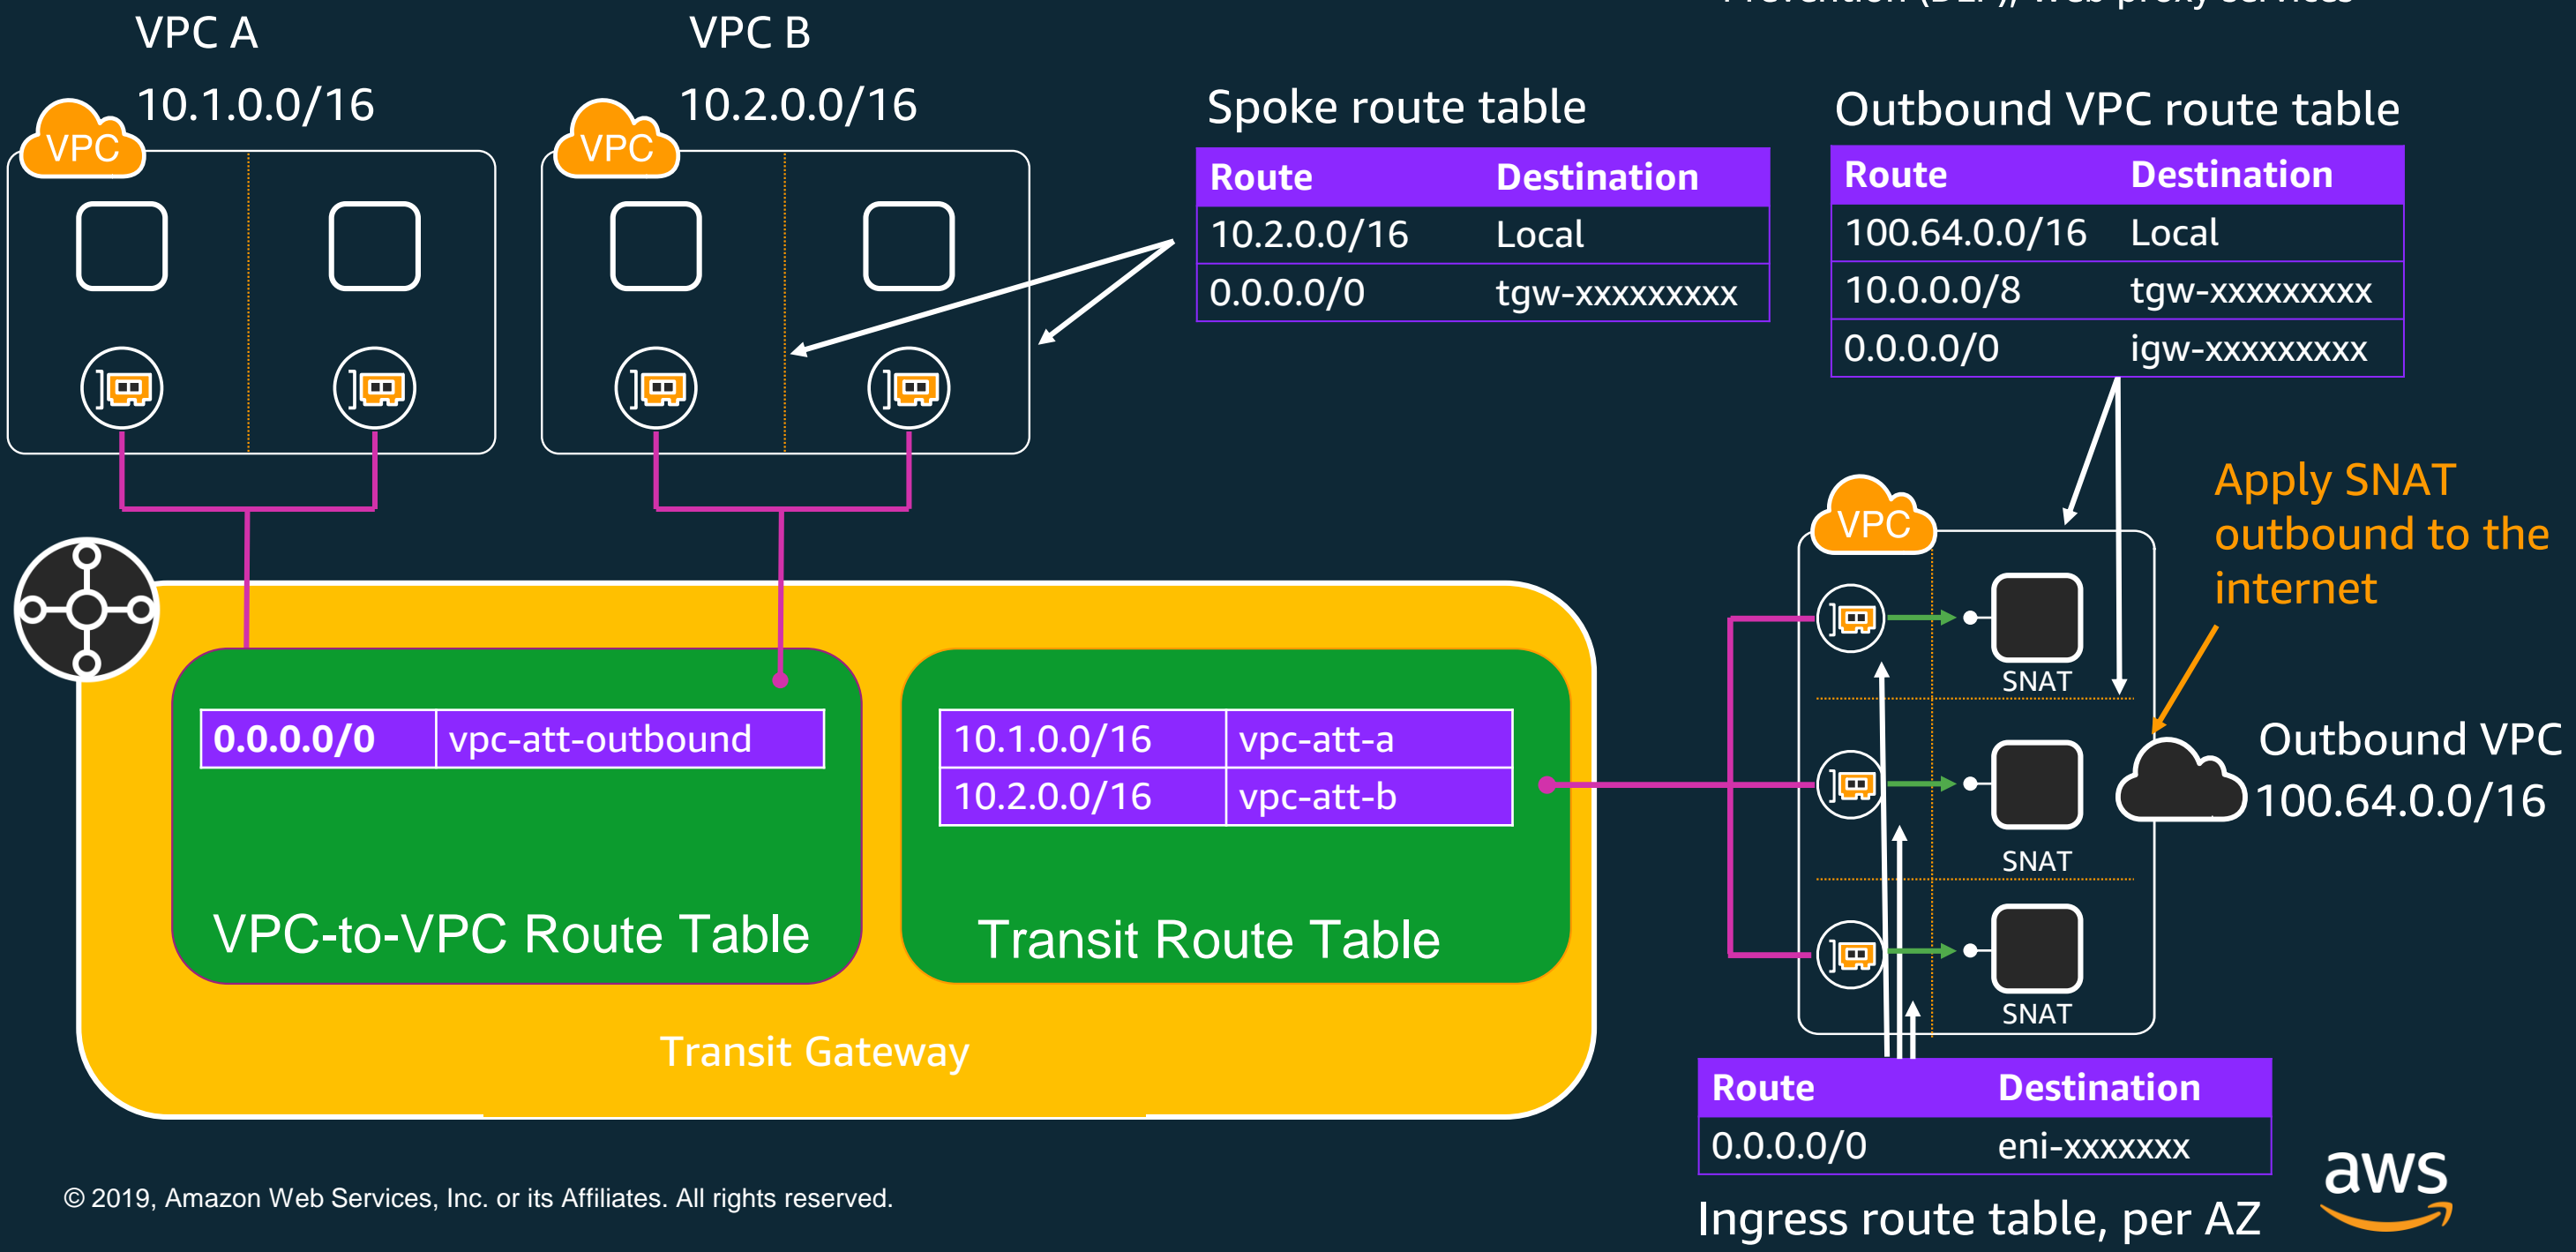 Prevention (DLP), Web proxy services
VPC A
10.1.0.0/16
VPC
VPC B
10.2.0.0/16
VPC
Spoke route table
Route Destination
10.2.0.0/16 Local
0.0.0.0/0 tgw-xxxxxxxxx
Outbound VPC route table
Route Destination
100.64.0.0/16 Local
10.0.0.0/8 tgw-xxxxxxxxx
0.0.0.0/0 igw-xxxxxxxxx
Apply SNAT
outbound to the
internet
VPC
SNAT
SNAT
SNAT
Outbound VPC
100.64.0.0/16
0.0.0.0/0 vpc-att-outbound
VPC-to-VPC Route Table
10.1.0.0/16 vpc-att-a
10.2.0.0/16 vpc-att-b
Transit Route Table
Transit Gateway
Route Destination
0.0.0.0/0 eni-xxxxxxx
Ingress route table, per AZ
© 2019, Amazon Web Services, Inc. or its Affiliates. All rights reserved.
aws